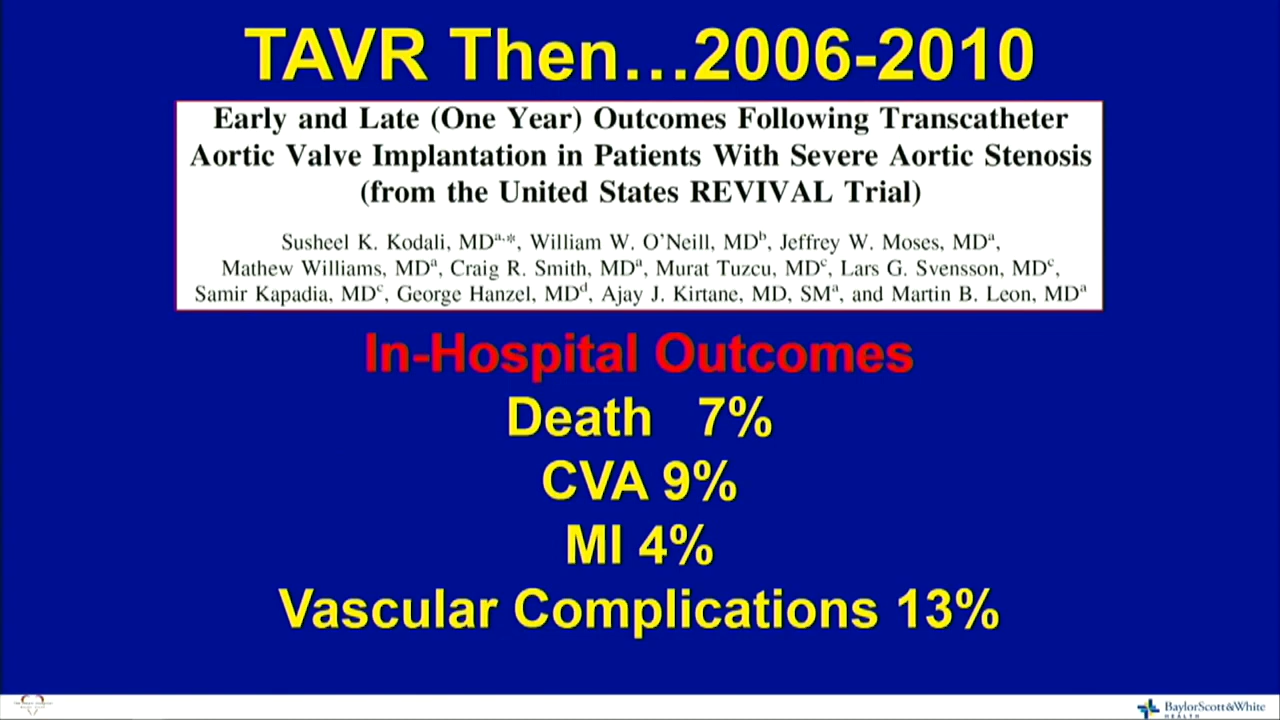 TAVR Then…2006-2010
Early and Late (One Year) Outcomes Following Transcatheter
Aortic Valve Implantation in Patients With Severe Aortic Stenosis
(from the United States REVIVAL Trial)
Susheel K. Kodali, MDa,*, William W. O’Neill, MDb, Jeffrey W. Moses, MDa,
Mathew Williams, MDa, Craig R. Smith, MDa, Murat Tuzcu, MDc, Lars G. Svensson, MDc,
Samir Kapadia, MDc, George Hanzel, MDd, Ajay J. Kirtane, MD, SMa, and Martin B. Leon, MDa
In-Hospital Outcomes
Death 7%
CVA 9%
MI 4%
Vascular Complications 13%
BaylorScott&White
HEALTH